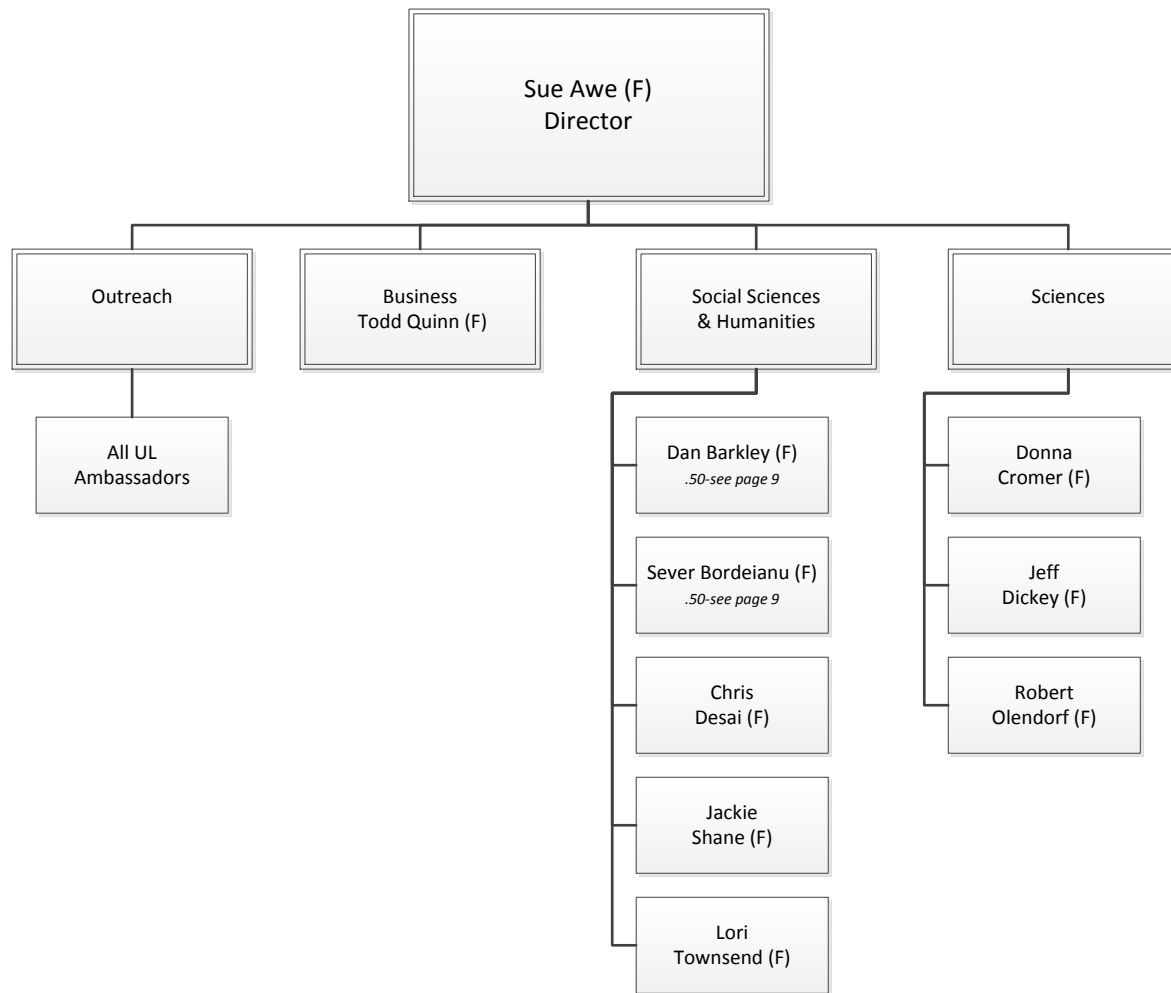 Sue Awe (F)
Director
Outreach
Business
Todd Quinn (F)
Social Sciences
& Humanities
Sciences
All UL
Ambassadors
Dan Barkley (F)
.50-see page 9
Sever Bordeianu (F)
.50-see page 9
Chris
Desai (F)
Jackie
Shane (F)
Lori
Townsend (F)
Donna
Cromer (F)
Jeff
Dickey (F)
Robert
Olendorf (F)